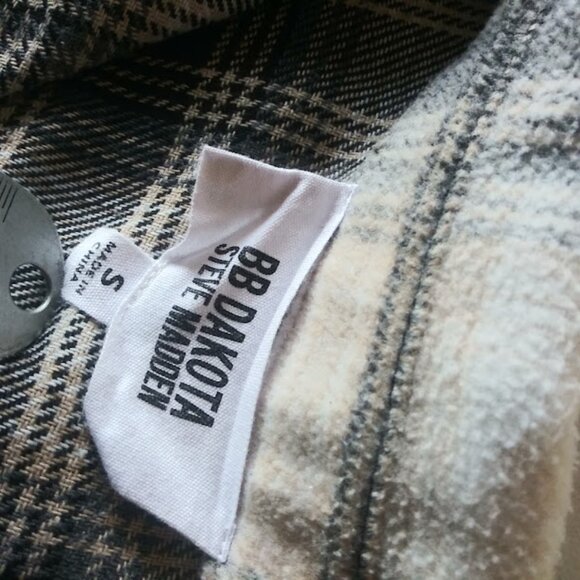 BB DAKOTA
STEVE MADDEN
S
MADE IN
CHINA